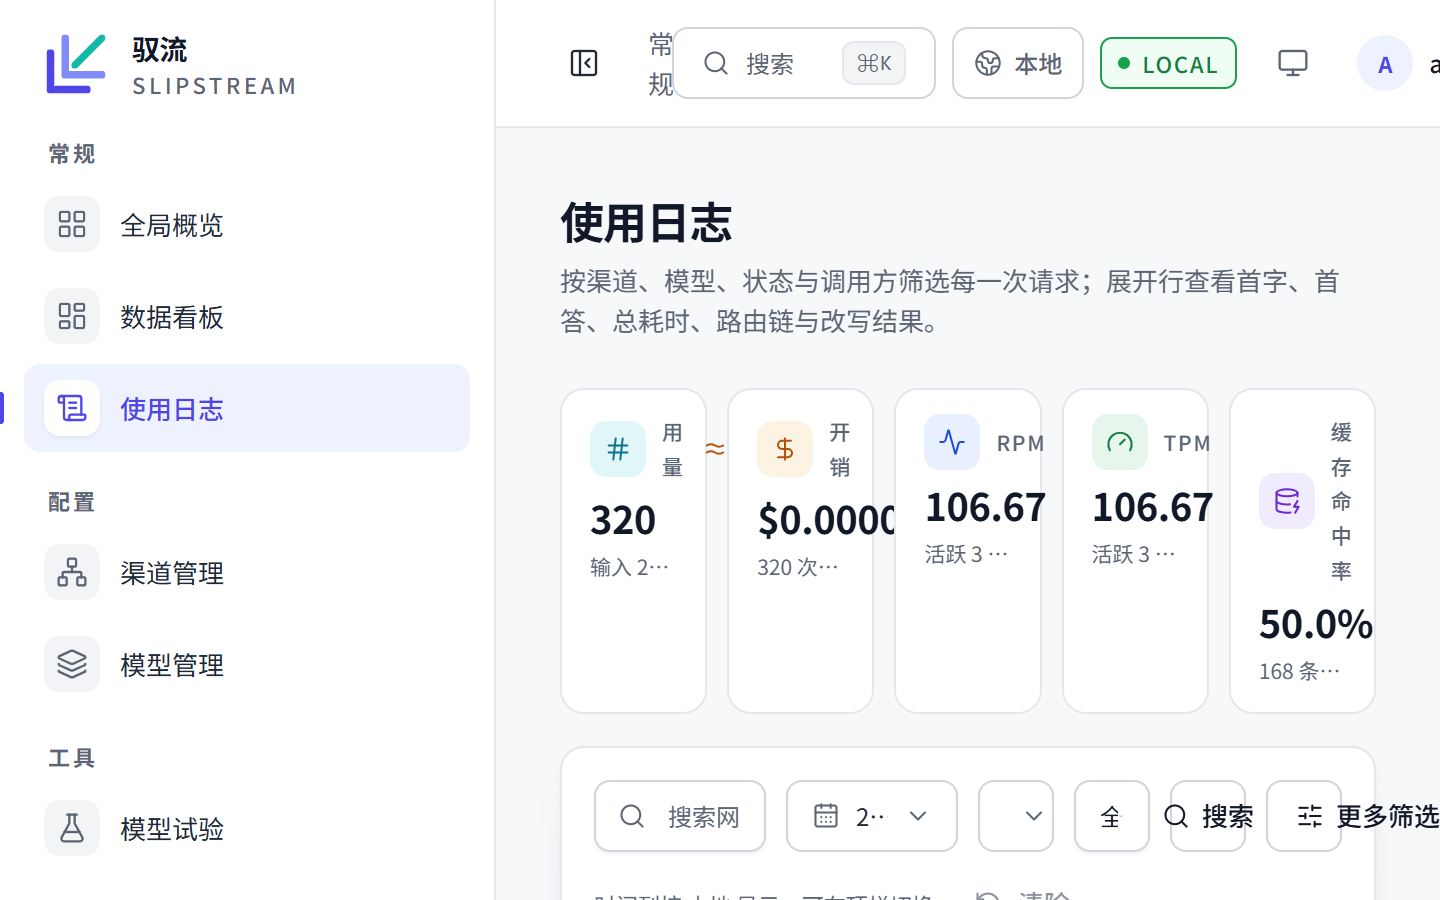 驭流
SLIPSTREAM
常规
全局概览
数据看板
使用日志
配置
渠道管理
模型管理
工具
模型试验
常
规
搜索
⌘K
本地
LOCAL
A
a
使用日志
按渠道、模型、状态与调用方筛选每一次请求；展开行查看首字、首
答、总耗时、路由链与改写结果。
用
量
≈
320
输入 2···
开
销
$0.0000
320 次···
RPM
106.67
活跃 3 ···
TPM
106.67
活跃 3 ···
缓
存
命
中
率
50.0%
168 条···
搜索网
2··
全
搜索
更多筛选
清除